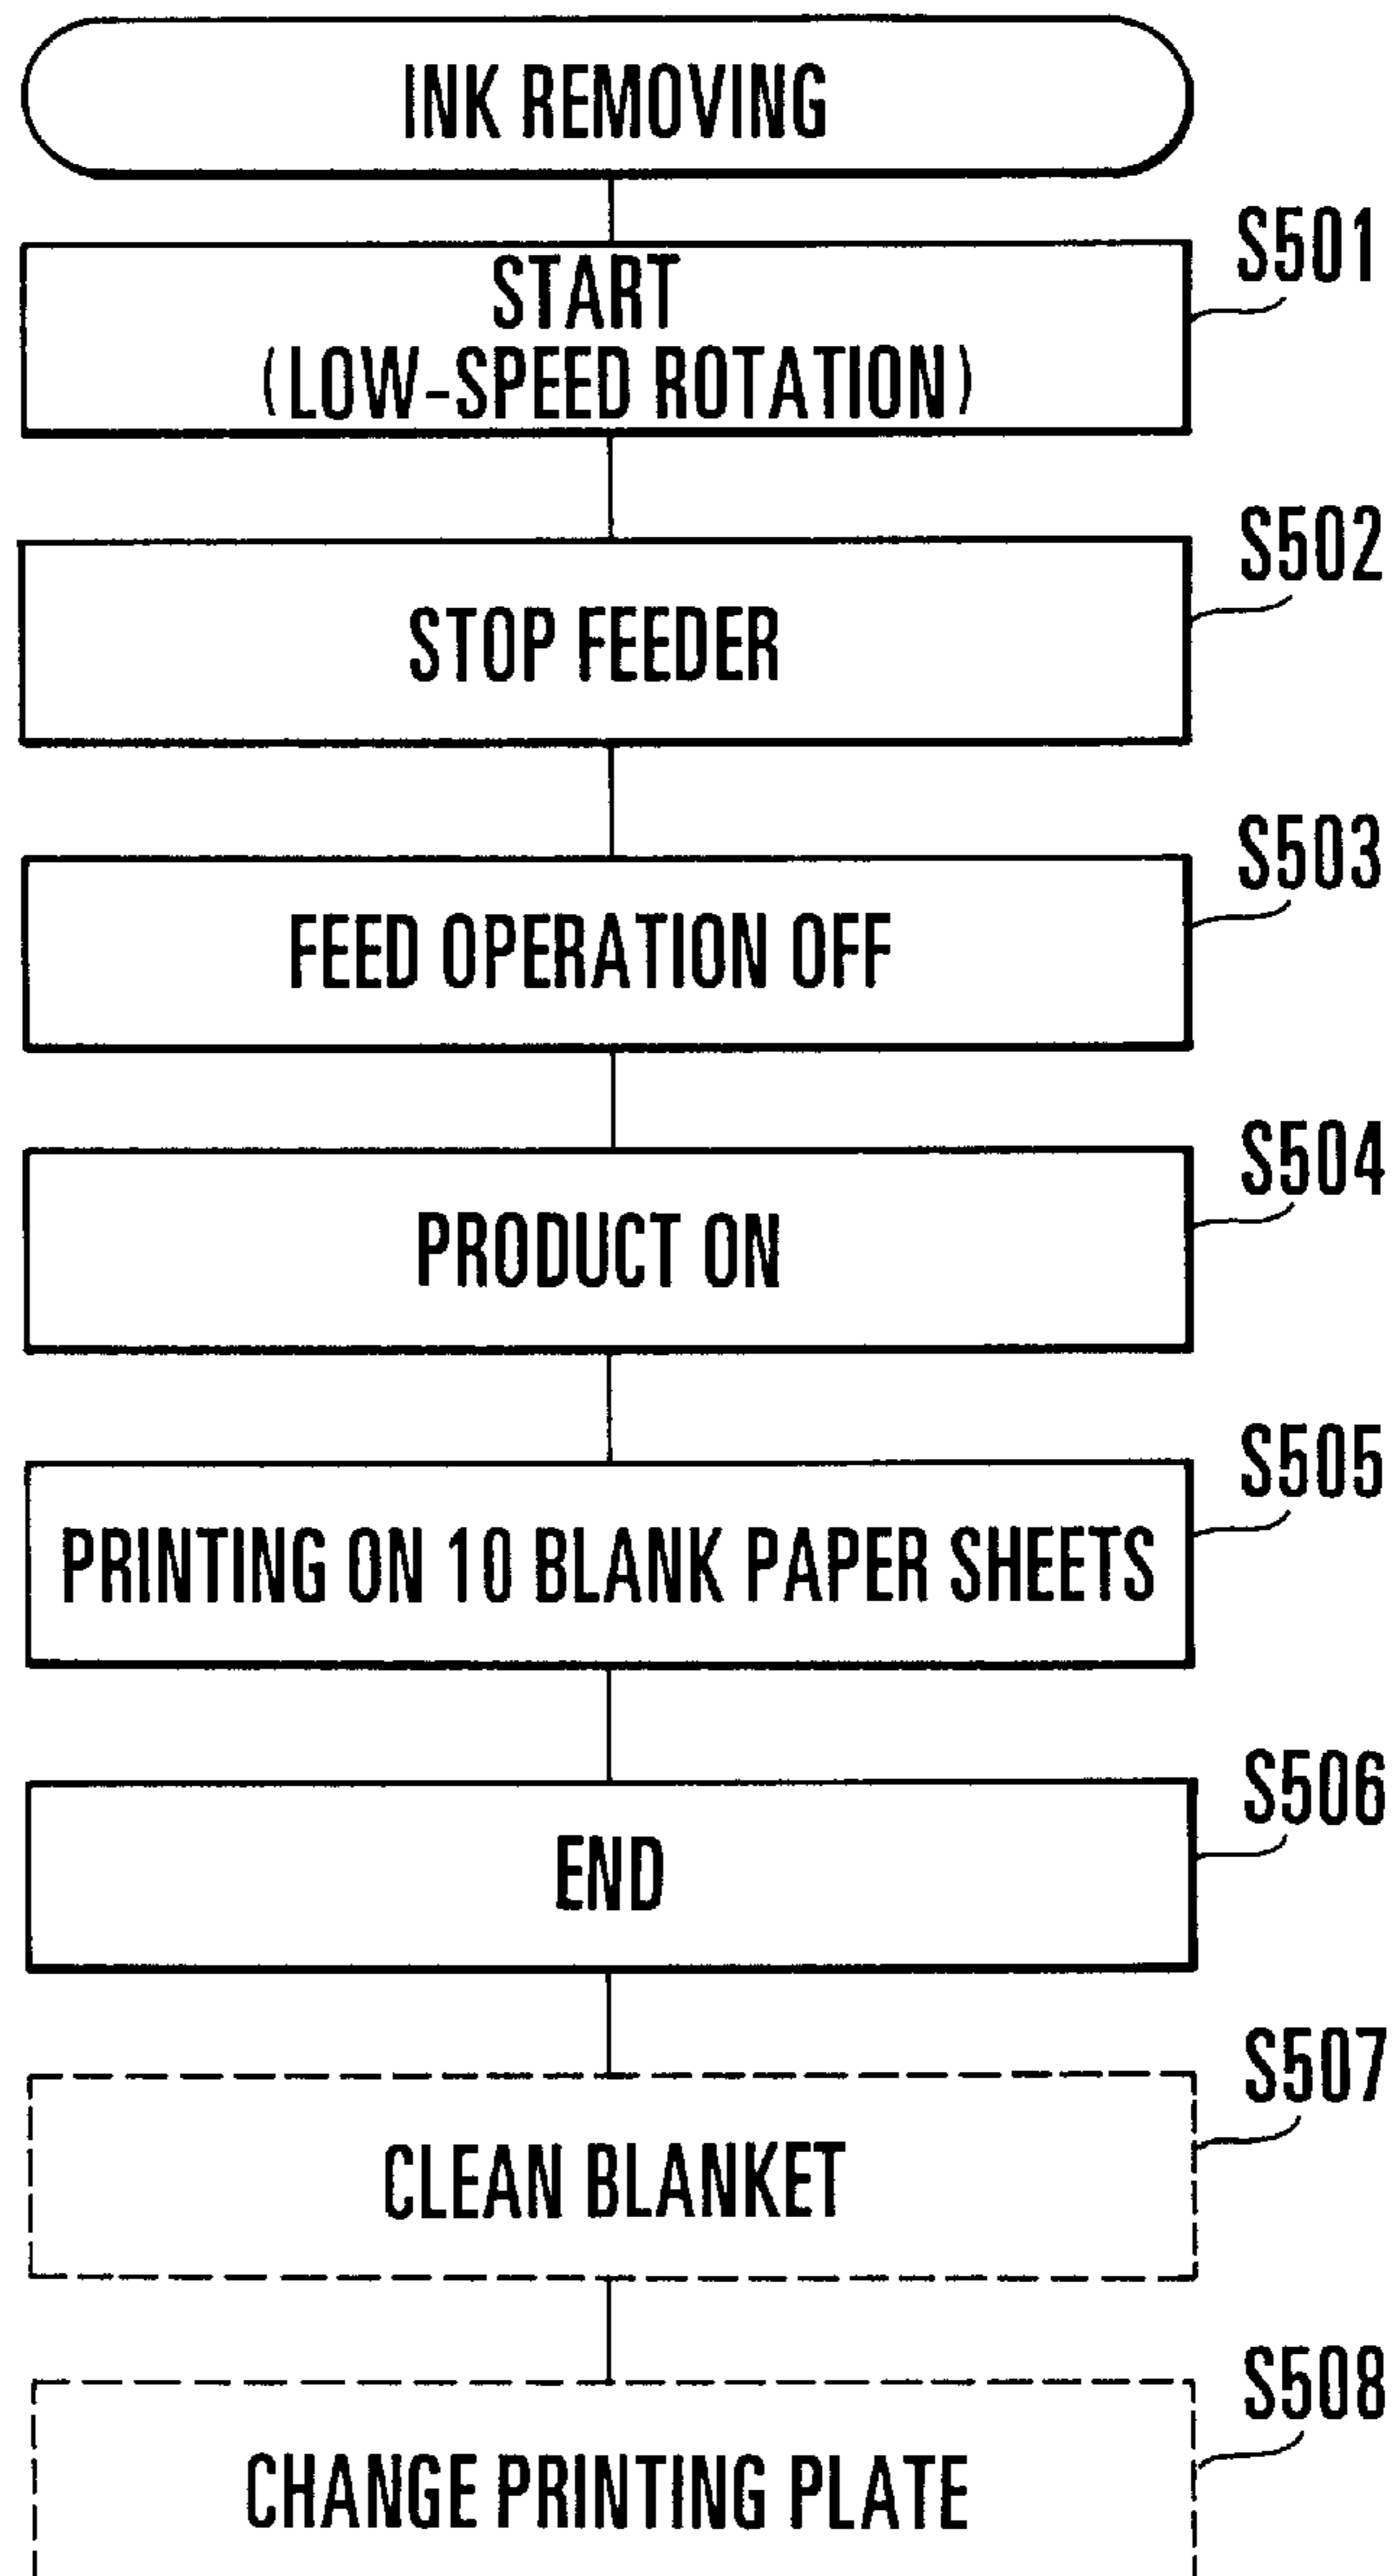 INK REMOVING
S501
START
(LOW-SPEED ROTATION)
S502
STOP FEEDER
S503
FEED OPERATION OFF
S504
PRODUCT ON
S505
PRINTING ON 10 BLANK PAPER SHEETS
S506
END
S507
CLEAN BLANKET
S508
CHANGE PRINTING PLATE